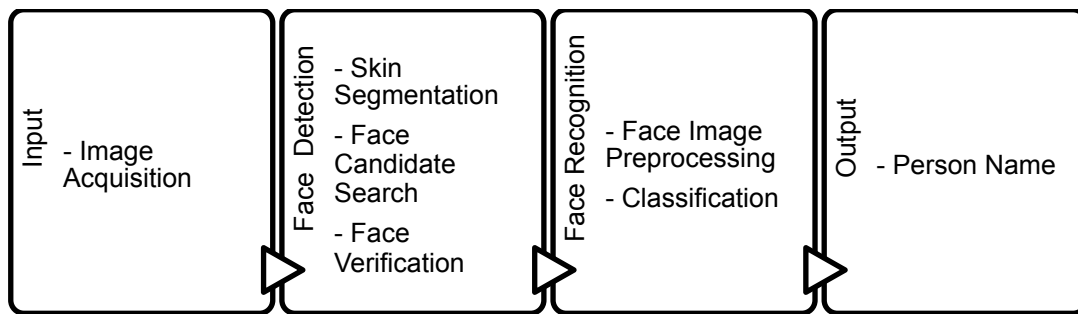 Input
- Image
Acquisition
Face Detection
- Skin
Segmentation
- Face
Candidate
Search
- Face
Verification
Face Recognition
- Face Image
Preprocessing
- Classification
Output
- Person Name